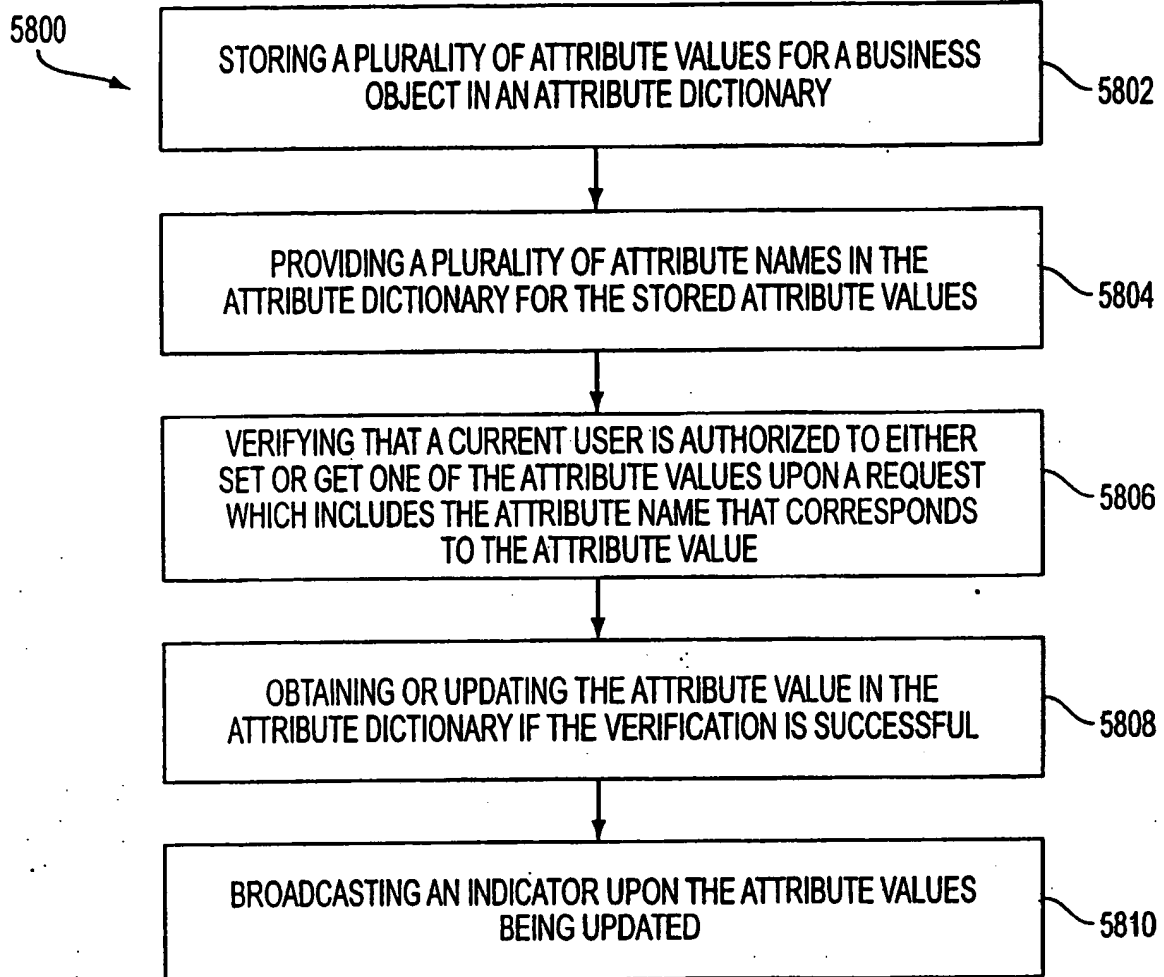 5800
STORING A PLURALITY OF ATTRIBUTE VALUES FOR A BUSINESS
OBJECT IN AN ATTRIBUTE DICTIONARY
5802
PROVIDING A PLURALITY OF ATTRIBUTE NAMES IN THE
ATTRIBUTE DICTIONARY FOR THE STORED ATTRIBUTE VALUES
5804
VERIFYING THAT A CURRENT USER IS AUTHORIZED TO EITHER
SET OR GET ONE OF THE ATTRIBUTE VALUES UPON A REQUEST
WHICH INCLUDES THE ATTRIBUTE NAME THAT CORRESPONDS
TO THE ATTRIBUTE VALUE
5806
OBTAINING OR UPDATING THE ATTRIBUTE VALUE IN THE
ATTRIBUTE DICTIONARY IF THE VERIFICATION IS SUCCESSFUL
5808
BROADCASTING AN INDICATOR UPON THE ATTRIBUTE VALUES
BEING UPDATED
5810